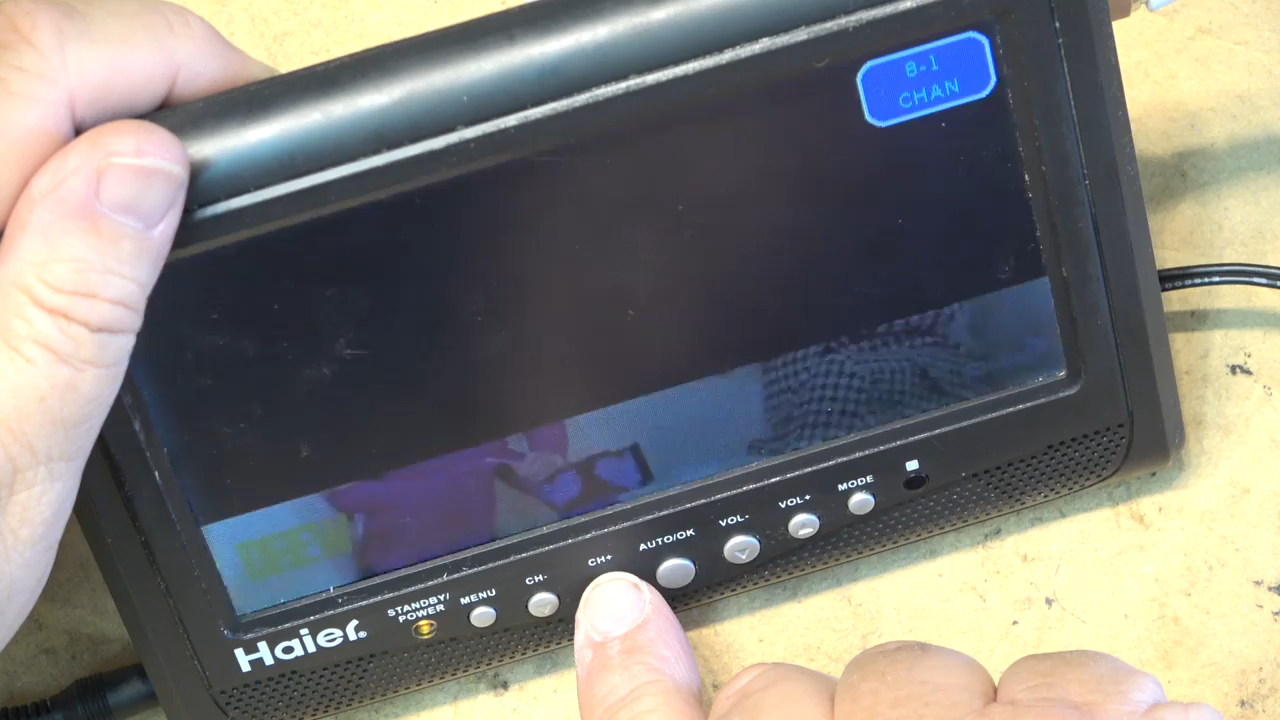 8-1
CHAN
Haier®
STANDBY/
POWER
MENU
CH-
CH+
AUTO/OK
VOL-
VOL+
MODE